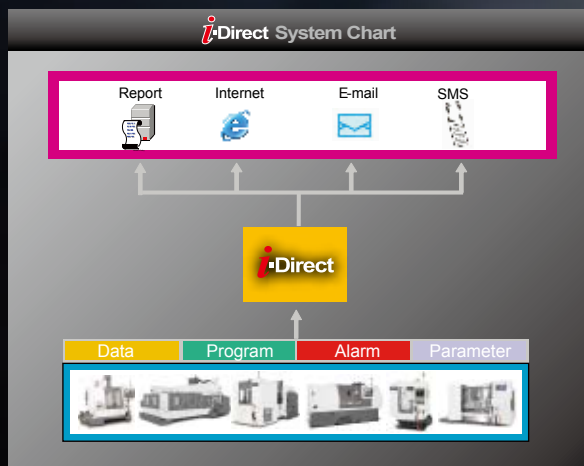 i-Direct System Chart
Report Internet E-mail SMS
i-Direct
Data Program Alarm Parameter